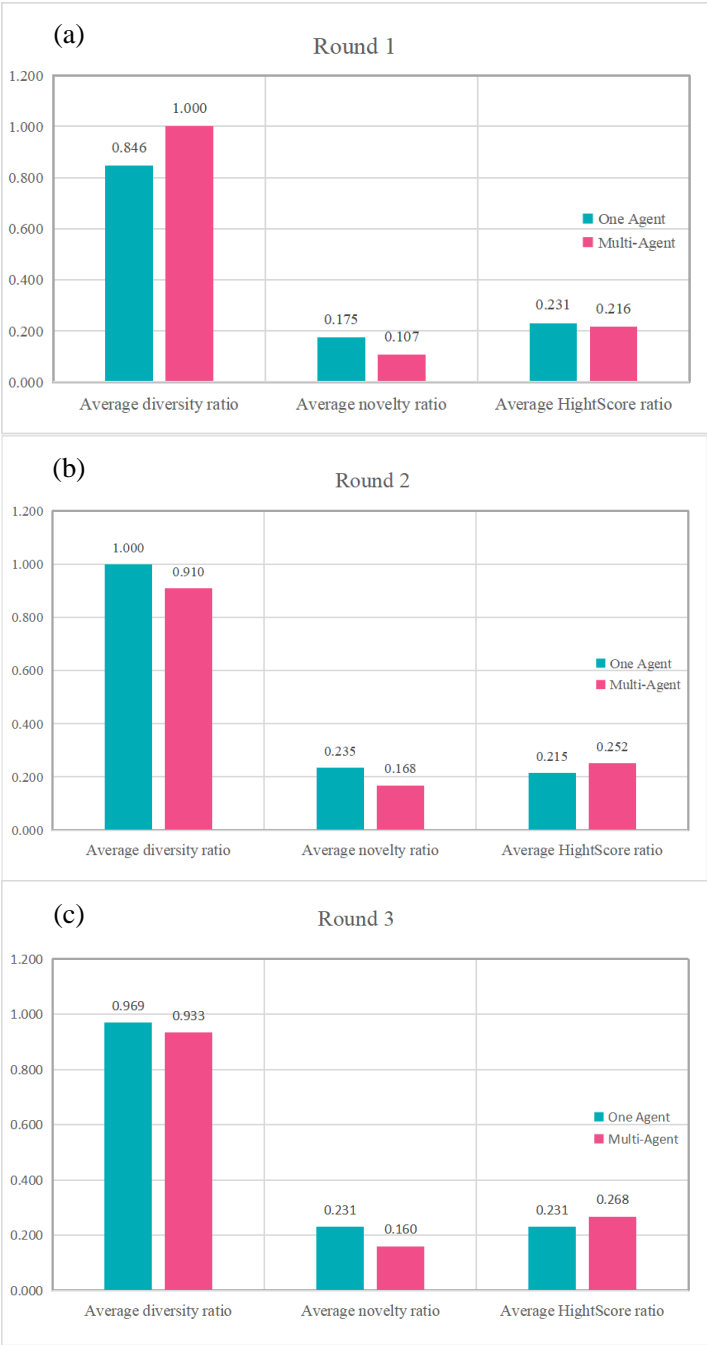 (a)
Round 1
1.200
1.000
0.800
0.600
0.400
0.200
0.000
0.846
1.000
0.175
0.107
0.231
0.216
One Agent
Multi-Agent
Average diversity ratio
Average novelty ratio
Average HightScore ratio
(b)
Round 2
1.200
1.000
0.800
0.600
0.400
0.200
0.000
1.000
0.910
0.235
0.168
0.215
0.252
One Agent
Multi-Agent
Average diversity ratio
Average novelty ratio
Average HightScore ratio
(c)
Round 3
1.200
1.000
0.800
0.600
0.400
0.200
0.000
0.969
0.933
0.231
0.160
0.231
0.268
One Agent
Multi-Agent
Average diversity ratio
Average novelty ratio
Average HightScore ratio